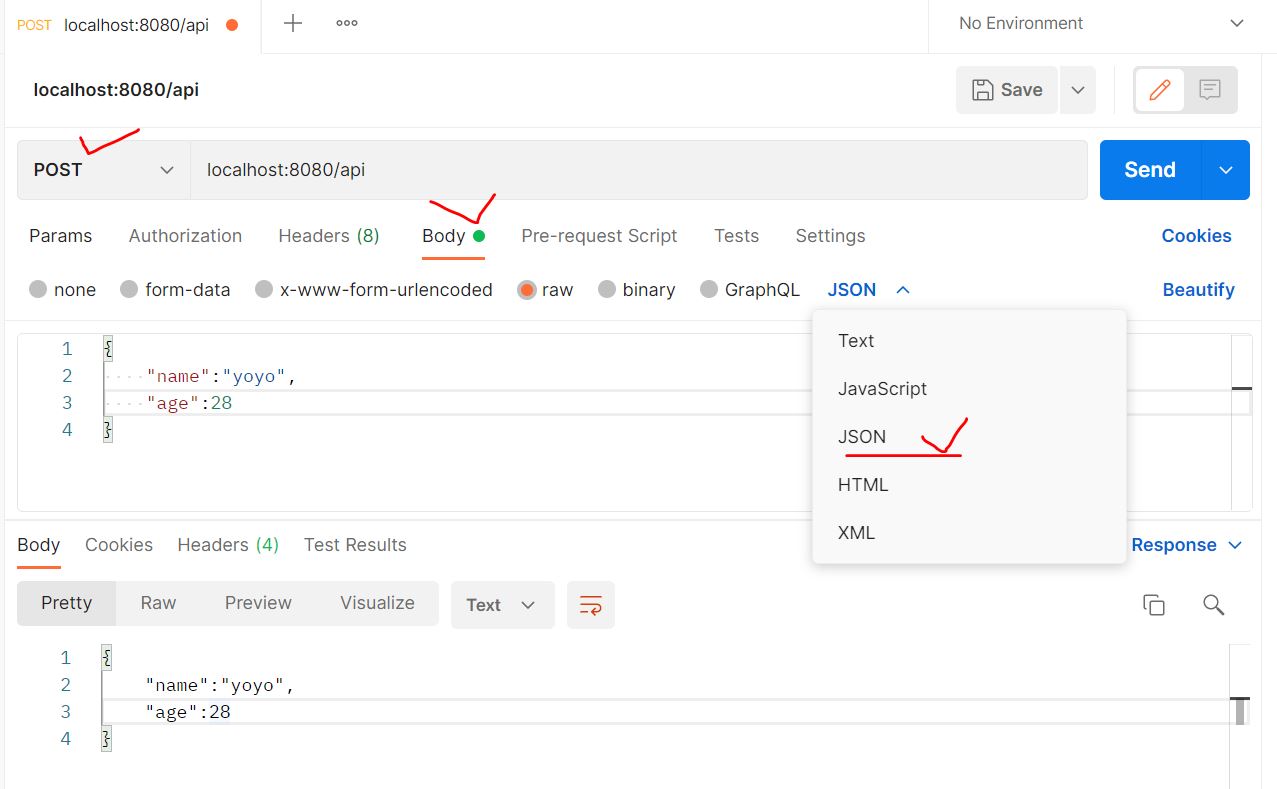 POST localhost:8080/api No Environment
localhost:8080/api Save
POST localhost:8080/api Send
Params Authorization Headers (8) Body Pre-request Script Tests Settings Cookies
none form-data x-www-form-urlencoded raw binary GraphQL JSON Beautify
Text
JavaScript
JSON
HTML
XML
1 {
2 "name":"yoyo",
3 "age":28
4 }
Body Cookies Headers (4) Test Results Response
Pretty Raw Preview Visualize Text
1 {
2 "name":"yoyo",
3 "age":28
4 }